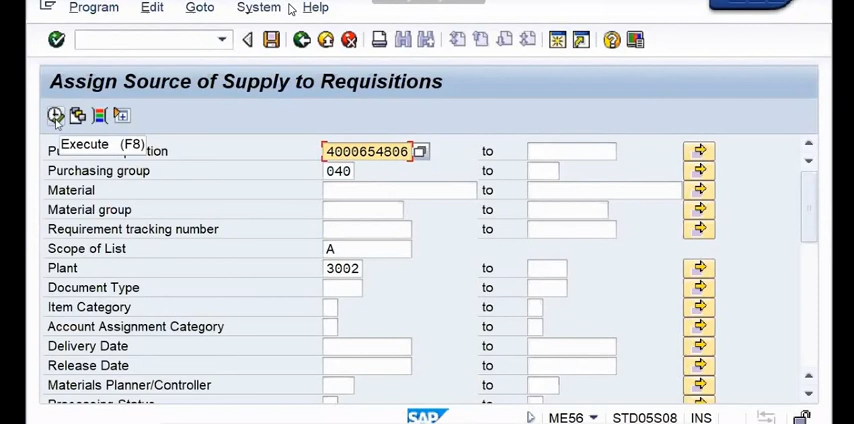 Program Edit Goto System Help
Assign Source of Supply to Requisitions
Execute (F8)
4000654806 to
Purchasing group 040 to
Material to
Material group to
Requirement tracking number to
Scope of List A
Plant 3002 to
Document Type to
Item Category to
Account Assignment Category to
Delivery Date to
Release Date to
Materials Planner/Controller to
Processing Status to
SAP ME56 STD05S08 INS